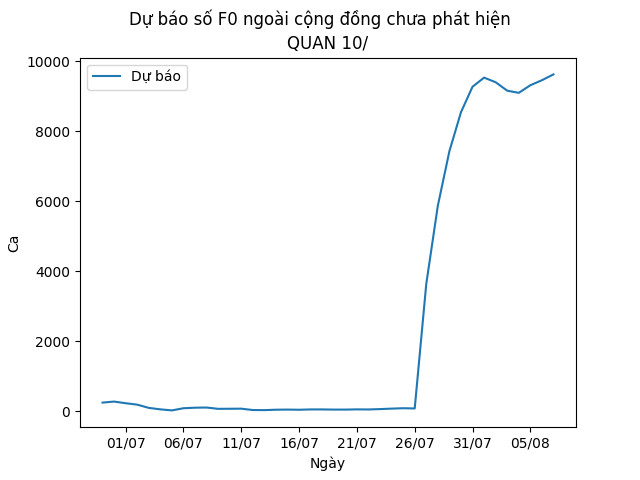 Dự báo số F0 ngoài cộng đồng chưa phát hiện
QUAN 10/
Dự báo
Ca
10000
8000
6000
4000
2000
0
01/07 06/07 11/07 16/07 21/07 26/07 31/07 05/08
Ngày